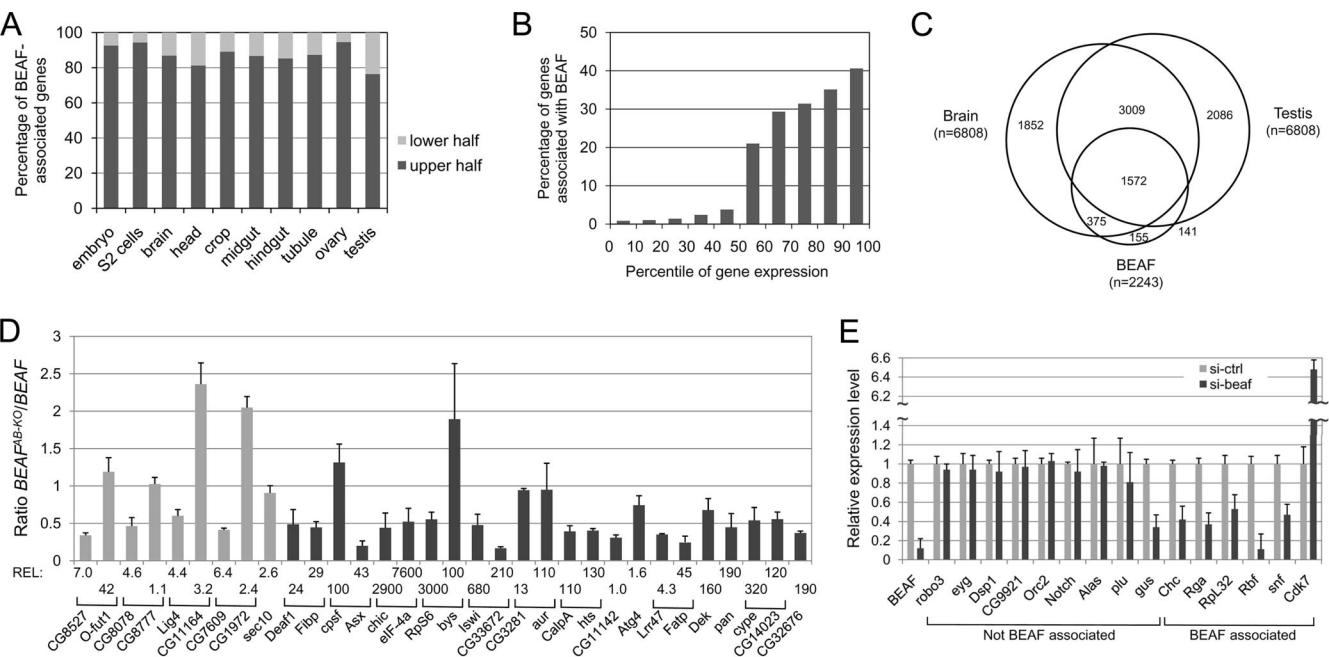 A
Percentage of BEAF-
associated genes
100
80
60
40
20
0
embryo
S2 cells
brain
head
crop
midgut
hindgut
tubule
ovary
testis
lower half
upper half
B
Percentage of genes
associated with BEAF
50
40
30
20
10
0
0 10 20 30 40 50 60 70 80 90 100
Percentile of gene expression
C
Brain
(n=6808)
Testis
(n=6808)
1852
3009
2086
1572
375
155
141
BEAF
(n=2243)
D
Ratio BEAF^AB-KO/BEAF
3
2.5
2
1.5
1
0.5
0
REL: 7.0 4.6 4.4 6.4 2.6 29 43 7600 100 210 110 130 1.6 45 190 120
42 1.1 3.2 2.4 24 100 2900 3000 680 13 110 1.0 4.3 160 320 190
CG8527
O-fut1
CG8078
CG8777
Lig4
CG11164
CG7609
CG1972
sec10
Deaf1
Fibp
cpsf
Asx
chic
eIF-4a
RpS6
bys
Iswi
CG33672
CG3281
aur
CalpA
hts
CG11142
Atg4
Lrr47
Fatp
Dek
pan
cype
CG14023
CG32676
E
Relative expression level
6.6
6.4
6.2
1.4
1.2
1
0.8
0.6
0.4
0.2
0
si-ctrl
si-beaf
BEAF
robo3
eyg
Dsp1
CG9921
Orc2
Notch
Alas
plu
gus
Chc
Rga
RpL32
Rbf
snf
Cdk7
Not BEAF associated
BEAF associated